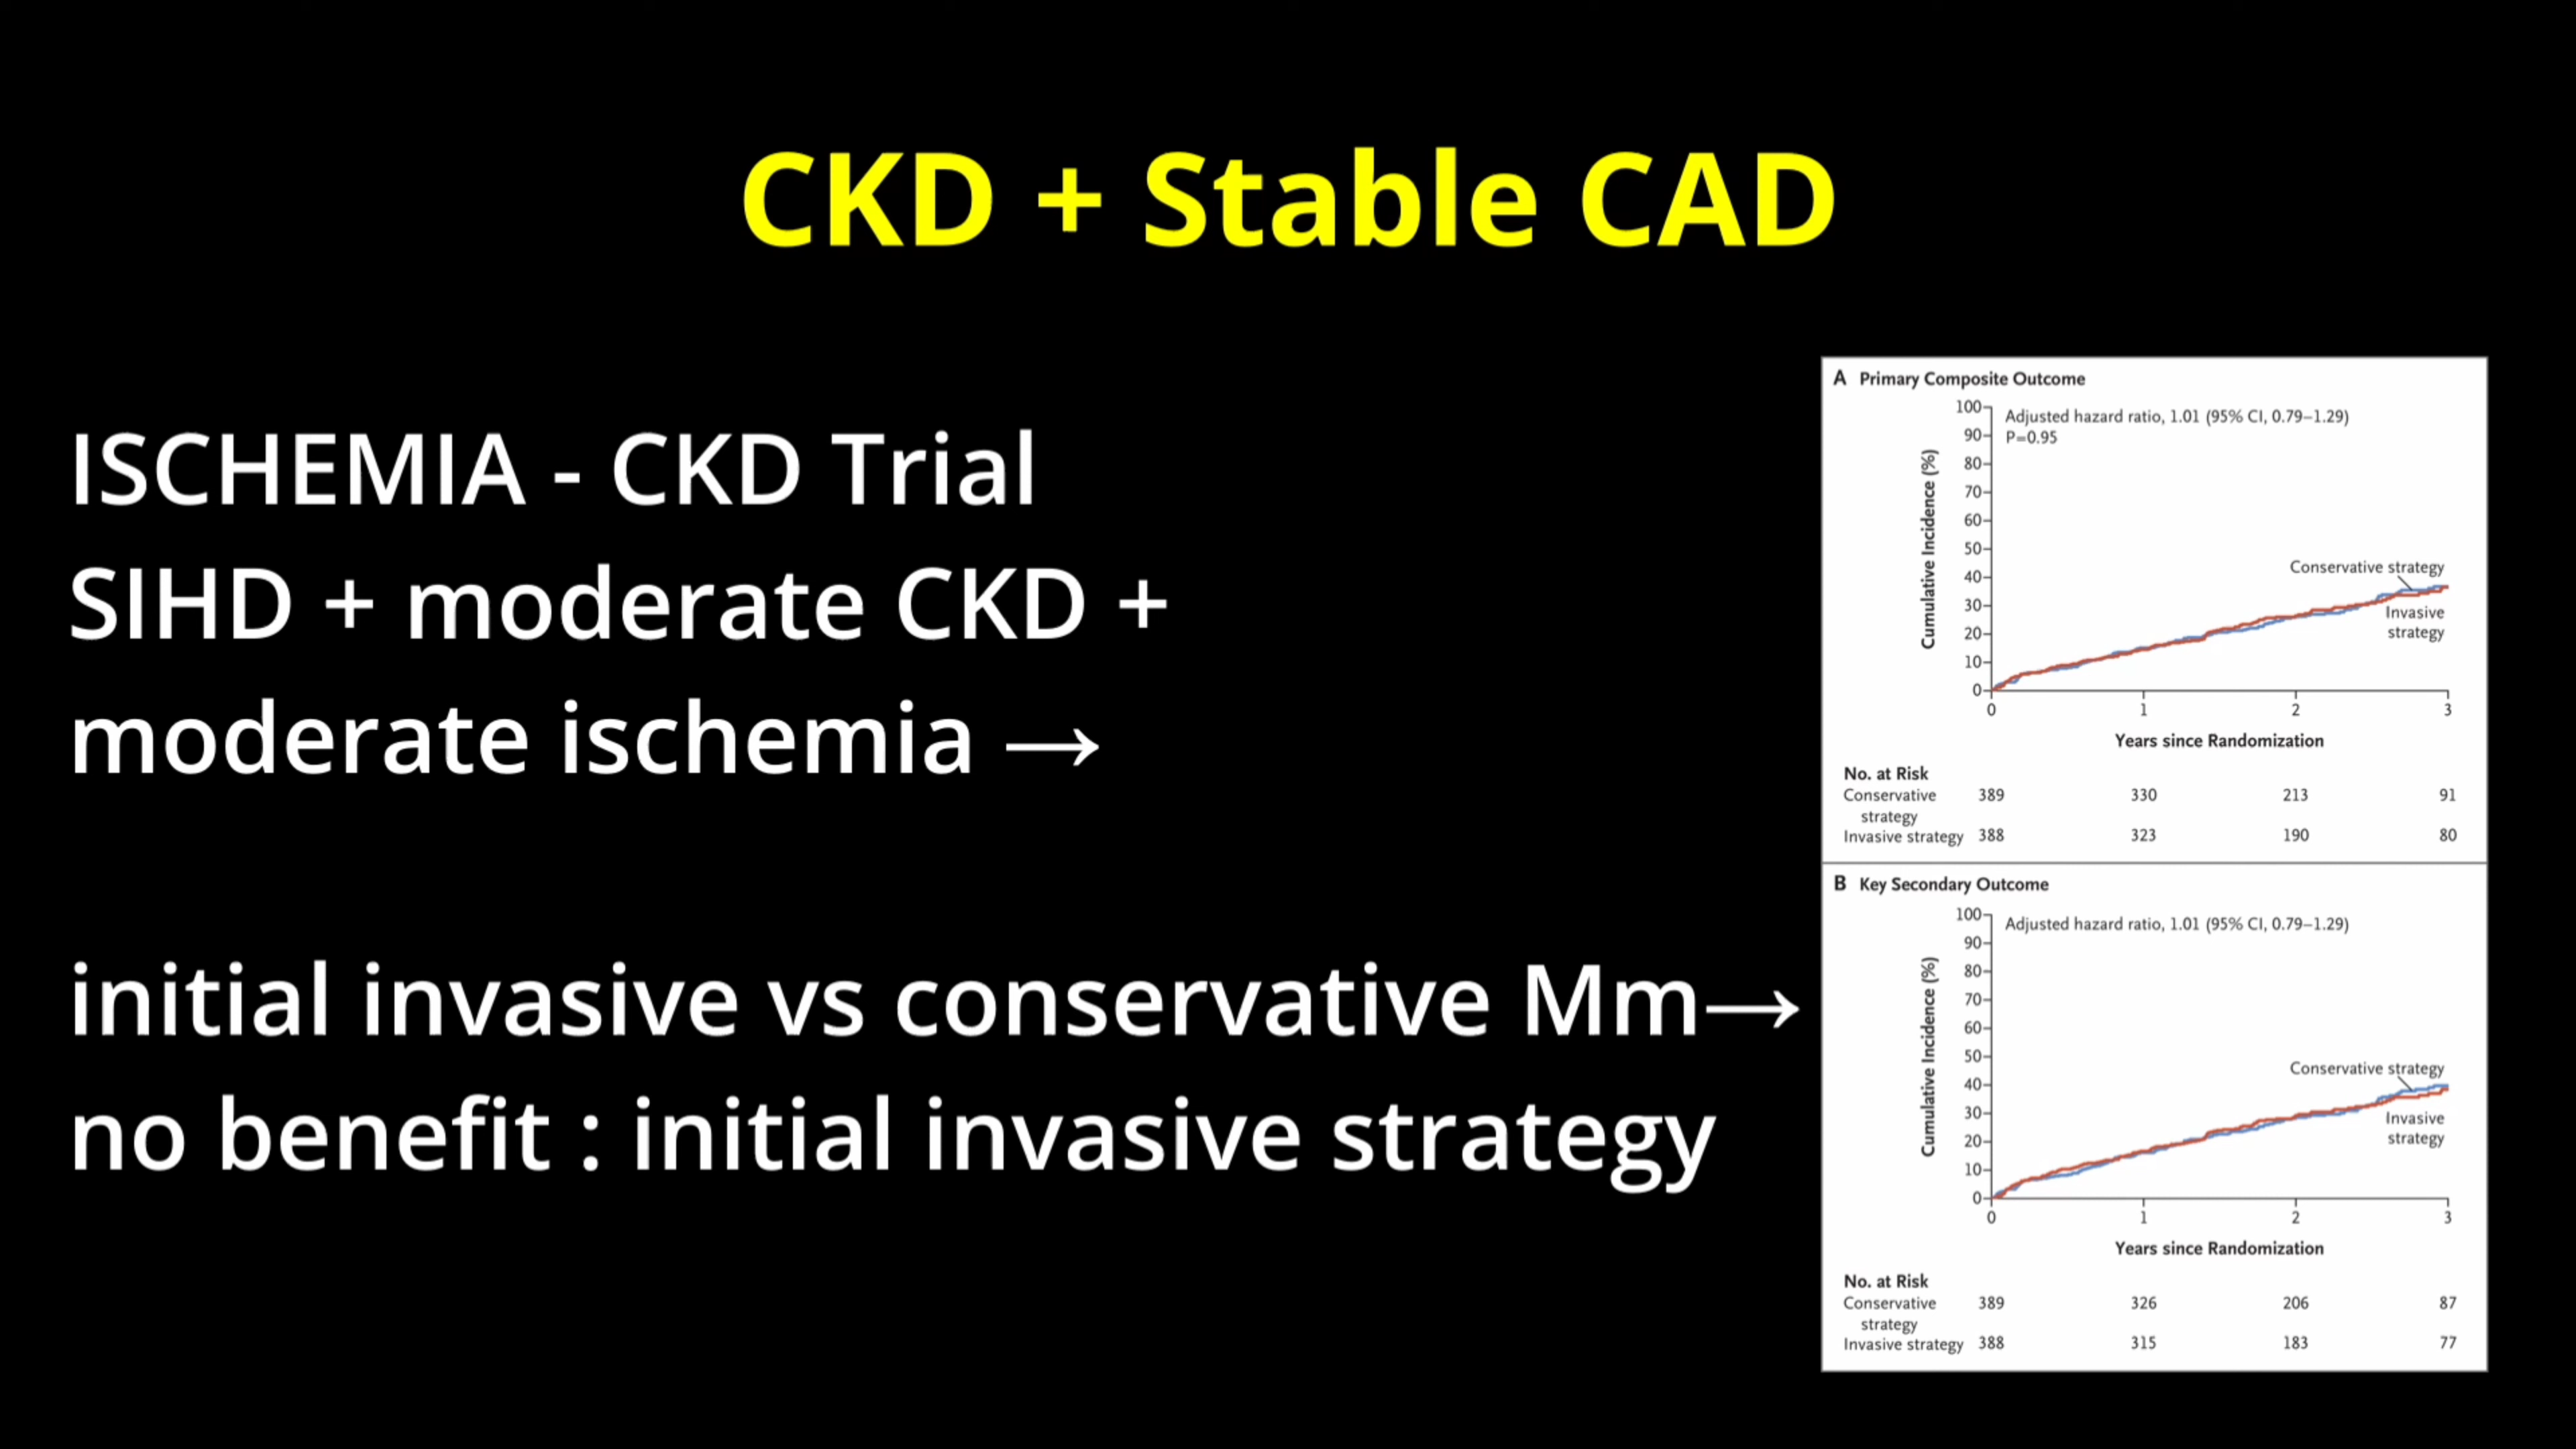 CKD + Stable CAD
ISCHEMIA - CKD Trial
SIHD + moderate CKD +
moderate ischemia →
initial invasive vs conservative Mm→
no benefit : initial invasive strategy
A Primary Composite Outcome
Adjusted hazard ratio, 1.01 (95% CI, 0.79–1.29)
P=0.95
Cumulative Incidence (%)
100
90
80
70
60
50
40
30
20
10
0
Conservative strategy
Invasive
strategy
0 1 2 3
Years since Randomization
No. at Risk
Conservative 389 330 213 91
strategy
Invasive strategy 388 323 190 80
B Key Secondary Outcome
Adjusted hazard ratio, 1.01 (95% CI, 0.79–1.29)
Cumulative Incidence (%)
100
90
80
70
60
50
40
30
20
10
0
Conservative strategy
Invasive
strategy
0 1 2 3
Years since Randomization
No. at Risk
Conservative 389 326 206 87
strategy
Invasive strategy 388 315 183 77